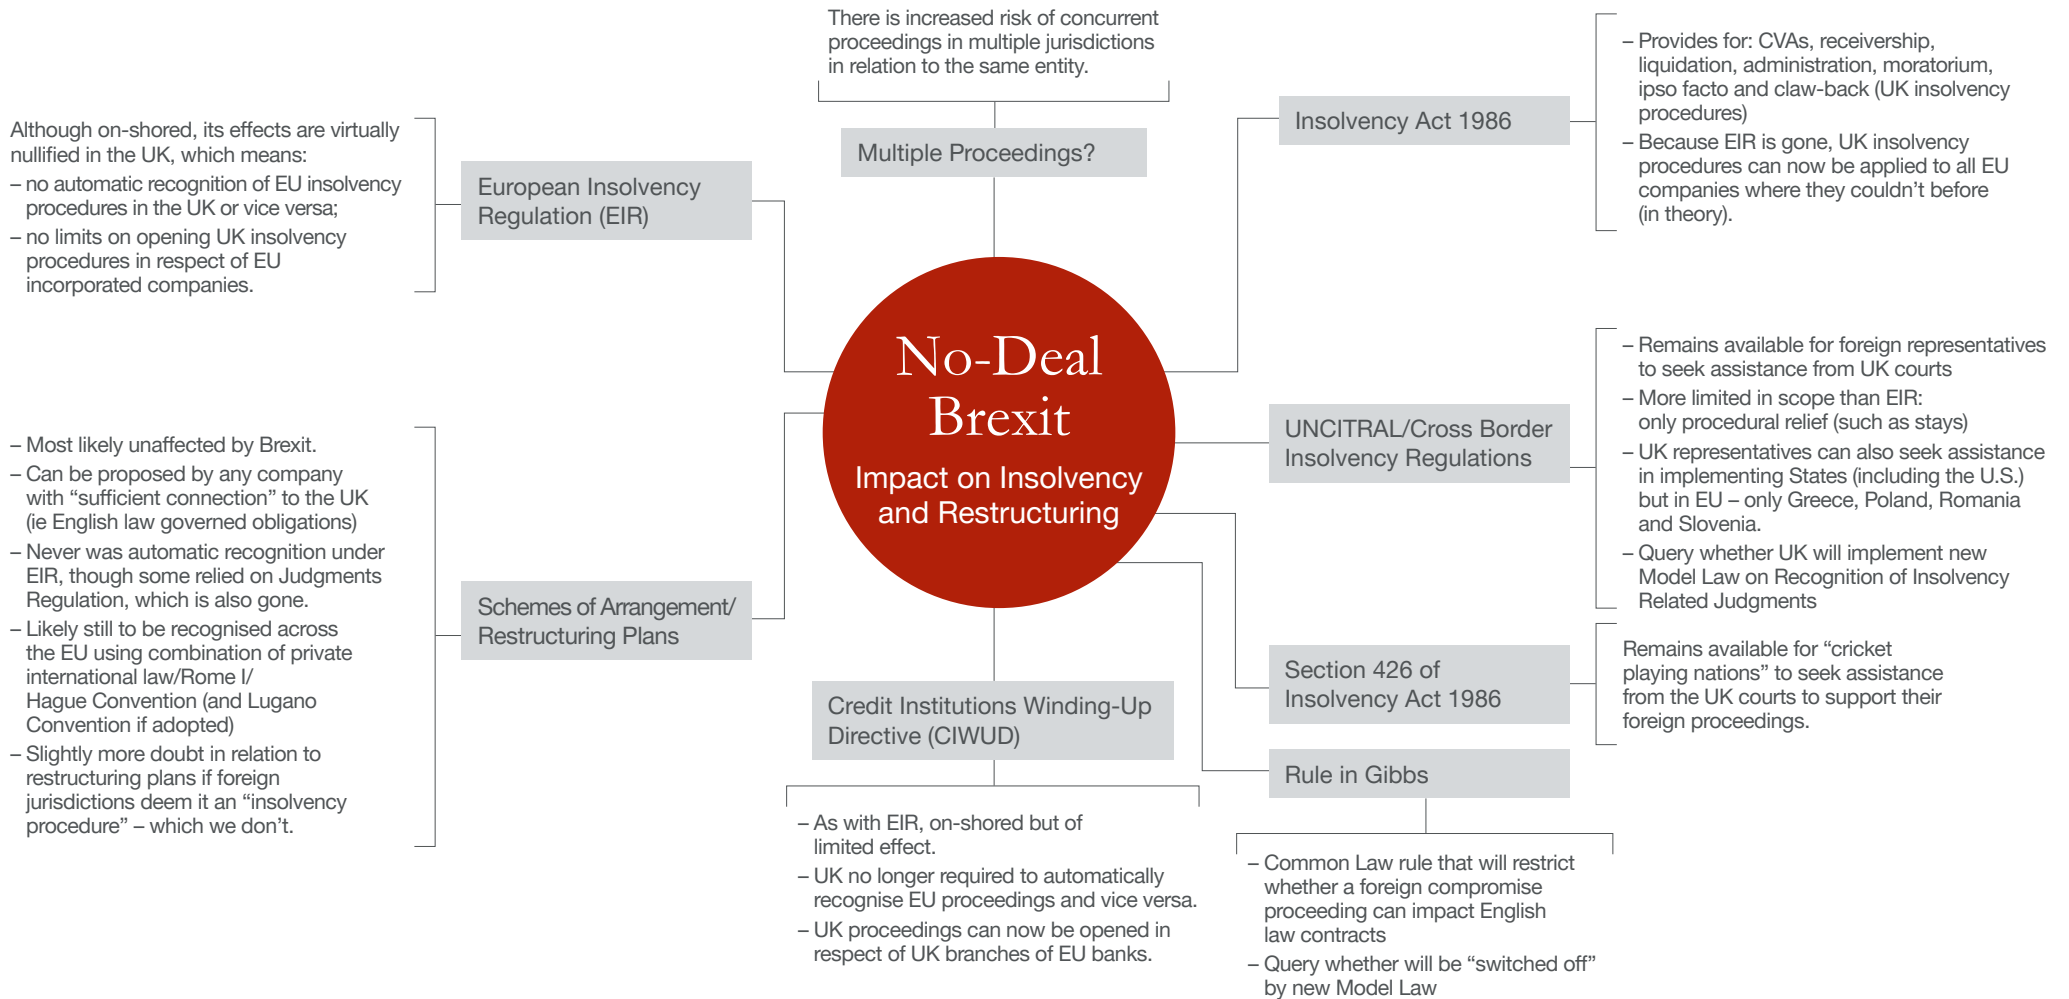 There is increased risk of concurrent
proceedings in multiple jurisdictions
in relation to the same entity.
Multiple Proceedings?
Although on-shored, its effects are virtually
nullified in the UK, which means:
– no automatic recognition of EU insolvency
procedures in the UK or vice versa;
– no limits on opening UK insolvency
procedures in respect of EU
incorporated companies.
European Insolvency
Regulation (EIR)
Insolvency Act 1986
– Provides for: CVAs, receivership,
liquidation, administration, moratorium,
ipso facto and claw-back (UK insolvency
procedures)
– Because EIR is gone, UK insolvency
procedures can now be applied to all EU
companies where they couldn’t before
(in theory).
No-Deal
Brexit
Impact on Insolvency
and Restructuring
– Most likely unaffected by Brexit.
– Can be proposed by any company
with “sufficient connection” to the UK
(ie English law governed obligations)
– Never was automatic recognition under
EIR, though some relied on Judgments
Regulation, which is also gone.
– Likely still to be recognised across
the EU using combination of private
international law/Rome I/
Hague Convention (and Lugano
Convention if adopted)
– Slightly more doubt in relation to
restructuring plans if foreign
jurisdictions deem it an “insolvency
procedure” – which we don’t.
Schemes of Arrangement/
Restructuring Plans
UNCITRAL/Cross Border
Insolvency Regulations
– Remains available for foreign representatives
to seek assistance from UK courts
– More limited in scope than EIR:
only procedural relief (such as stays)
– UK representatives can also seek assistance
in implementing States (including the U.S.)
but in EU – only Greece, Poland, Romania
and Slovenia.
– Query whether UK will implement new
Model Law on Recognition of Insolvency
Related Judgments
Section 426 of
Insolvency Act 1986
Remains available for “cricket
playing nations” to seek assistance
from the UK courts to support their
foreign proceedings.
Credit Institutions Winding-Up
Directive (CIWUD)
– As with EIR, on-shored but of
limited effect.
– UK no longer required to automatically
recognise EU proceedings and vice versa.
– UK proceedings can now be opened in
respect of UK branches of EU banks.
Rule in Gibbs
– Common Law rule that will restrict
whether a foreign compromise
proceeding can impact English
law contracts
– Query whether will be “switched off”
by new Model Law